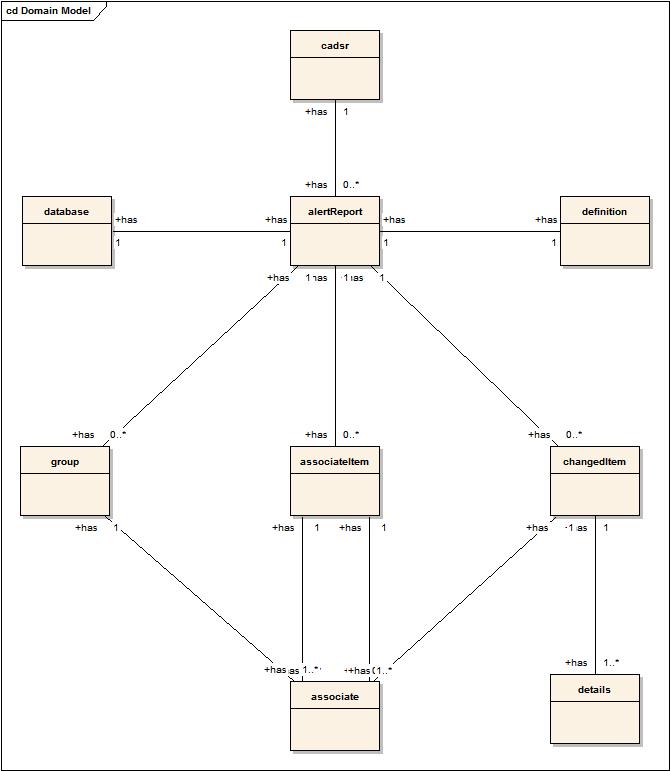 cd Domain Model
cadsr
+has 1
+has 0..*
database
alertReport
definition
+has +has +has +has
1 1 1 1
+has 1 has 1 as 1
+has 0..*
+has 0..*
+has 0..*
group
associateItem
changedItem
+has 1
+has 1 +has 1
+has 1 as 1
+has 1..*
+has 1..*
+has 1..*
associate
details